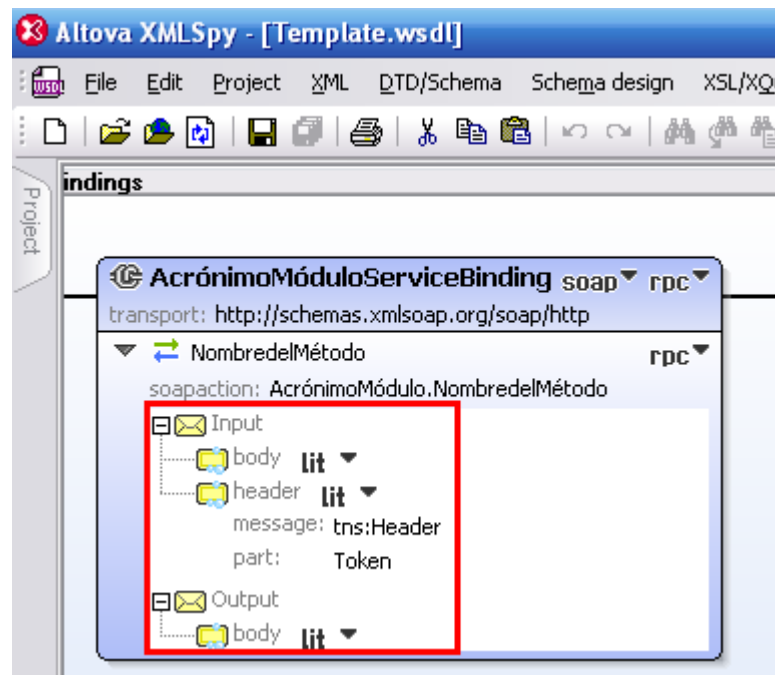 Altova XMLSpy - [Template.wsdl]
File Edit Project XML DTD/Schema Schema design XSL/XQ
Project
indings
AcrónimoMóduloServiceBinding soap rpc
transport: http://schemas.xmlsoap.org/soap/http
NombredelMétodo rpc
soapaction: AcrónimoMódulo.NombredelMétodo
Input
body lit
header lit
message: tns:Header
part: Token
Output
body lit